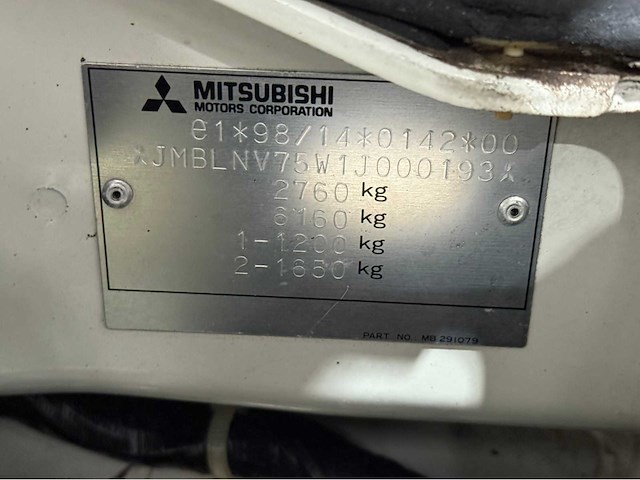 MITSUBISHI
MOTORS CORPORATION
e1*98/14*0142*00
*JMBLNV75W1J000193*
2760 kg
6160 kg
1-1200 kg
2-1650 kg
PART NO. MB 291079